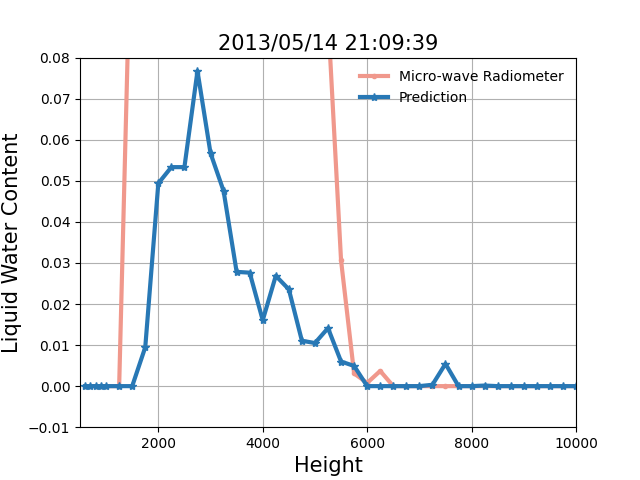 2013/05/14 21:09:39
Micro-wave Radiometer
Prediction
Liquid Water Content
0.08
0.07
0.06
0.05
0.04
0.03
0.02
0.01
0.00
−0.01
2000 4000 6000 8000 10000
Height